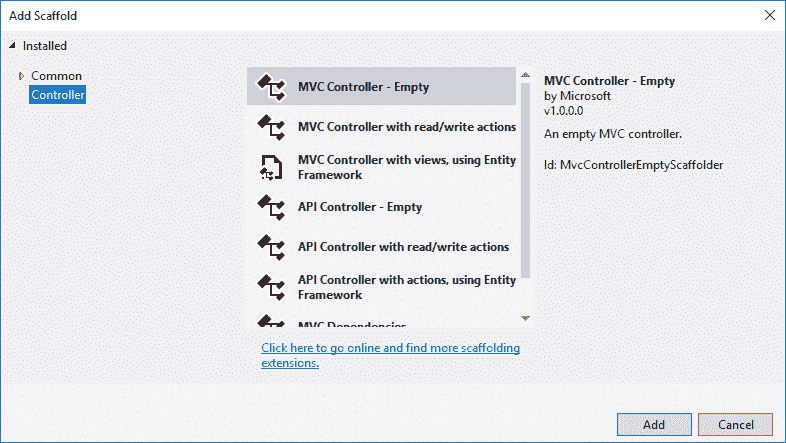 Add Scaffold
Installed
Common
Controller
MVC Controller - Empty
MVC Controller with read/write actions
MVC Controller with views, using Entity
Framework
API Controller - Empty
API Controller with read/write actions
API Controller with actions, using Entity
Framework
MVC Dependencies
Click here to go online and find more scaffolding
extensions.
MVC Controller - Empty
by Microsoft
v1.0.0.0
An empty MVC controller.
Id: MvcControllerEmptyScaffolder
Add
Cancel